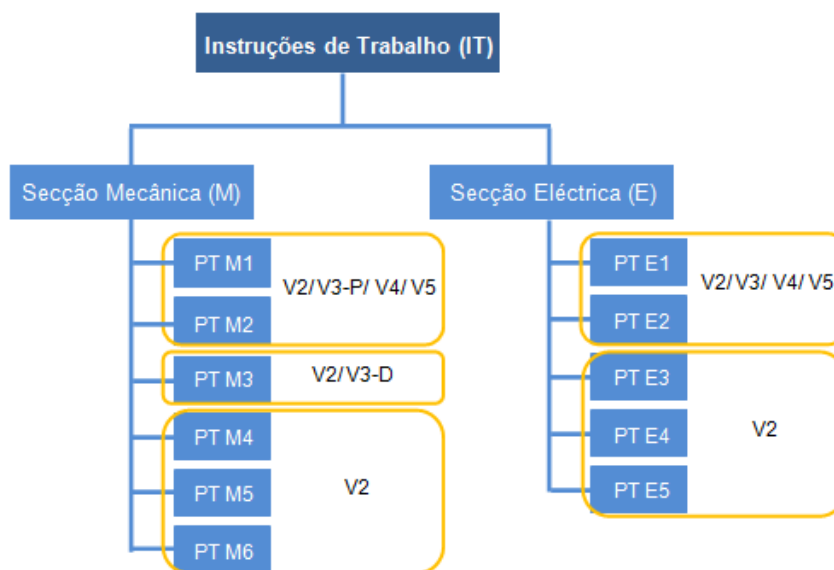 Instruções de Trabalho (IT)
Secção Mecânica (M)
PT M1
PT M2
V2/ V3-P/ V4/ V5
PT M3
V2/ V3-D
PT M4
PT M5
PT M6
V2
Secção Eléctrica (E)
PT E1
PT E2
V2/ V3/ V4/ V5
PT E3
PT E4
PT E5
V2